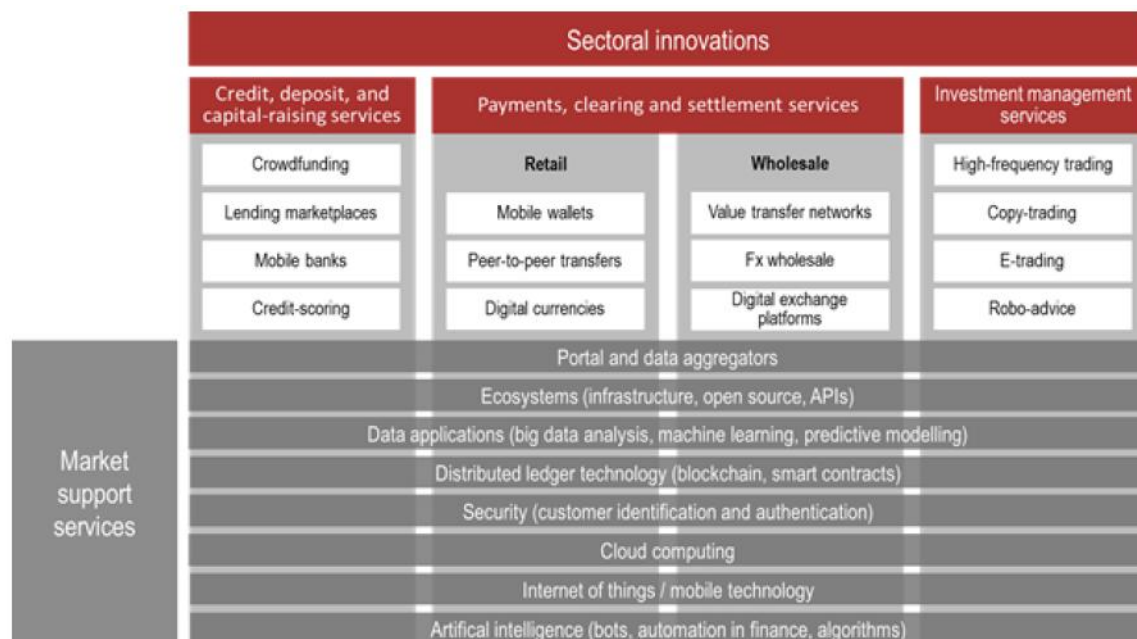 Sectoral innovations
Credit, deposit, and
capital-raising services
Payments, clearing and settlement services
Investment management
services
Crowdfunding
Lending marketplaces
Mobile banks
Credit-scoring
Retail
Mobile wallets
Peer-to-peer transfers
Digital currencies
Wholesale
Value transfer networks
Fx wholesale
Digital exchange
platforms
High-frequency trading
Copy-trading
E-trading
Robo-advice
Market
support
services
Portal and data aggregators
Ecosystems (infrastructure, open source, APIs)
Data applications (big data analysis, machine learning, predictive modelling)
Distributed ledger technology (blockchain, smart contracts)
Security (customer identification and authentication)
Cloud computing
Internet of things / mobile technology
Artifical intelligence (bots, automation in finance, algorithms)